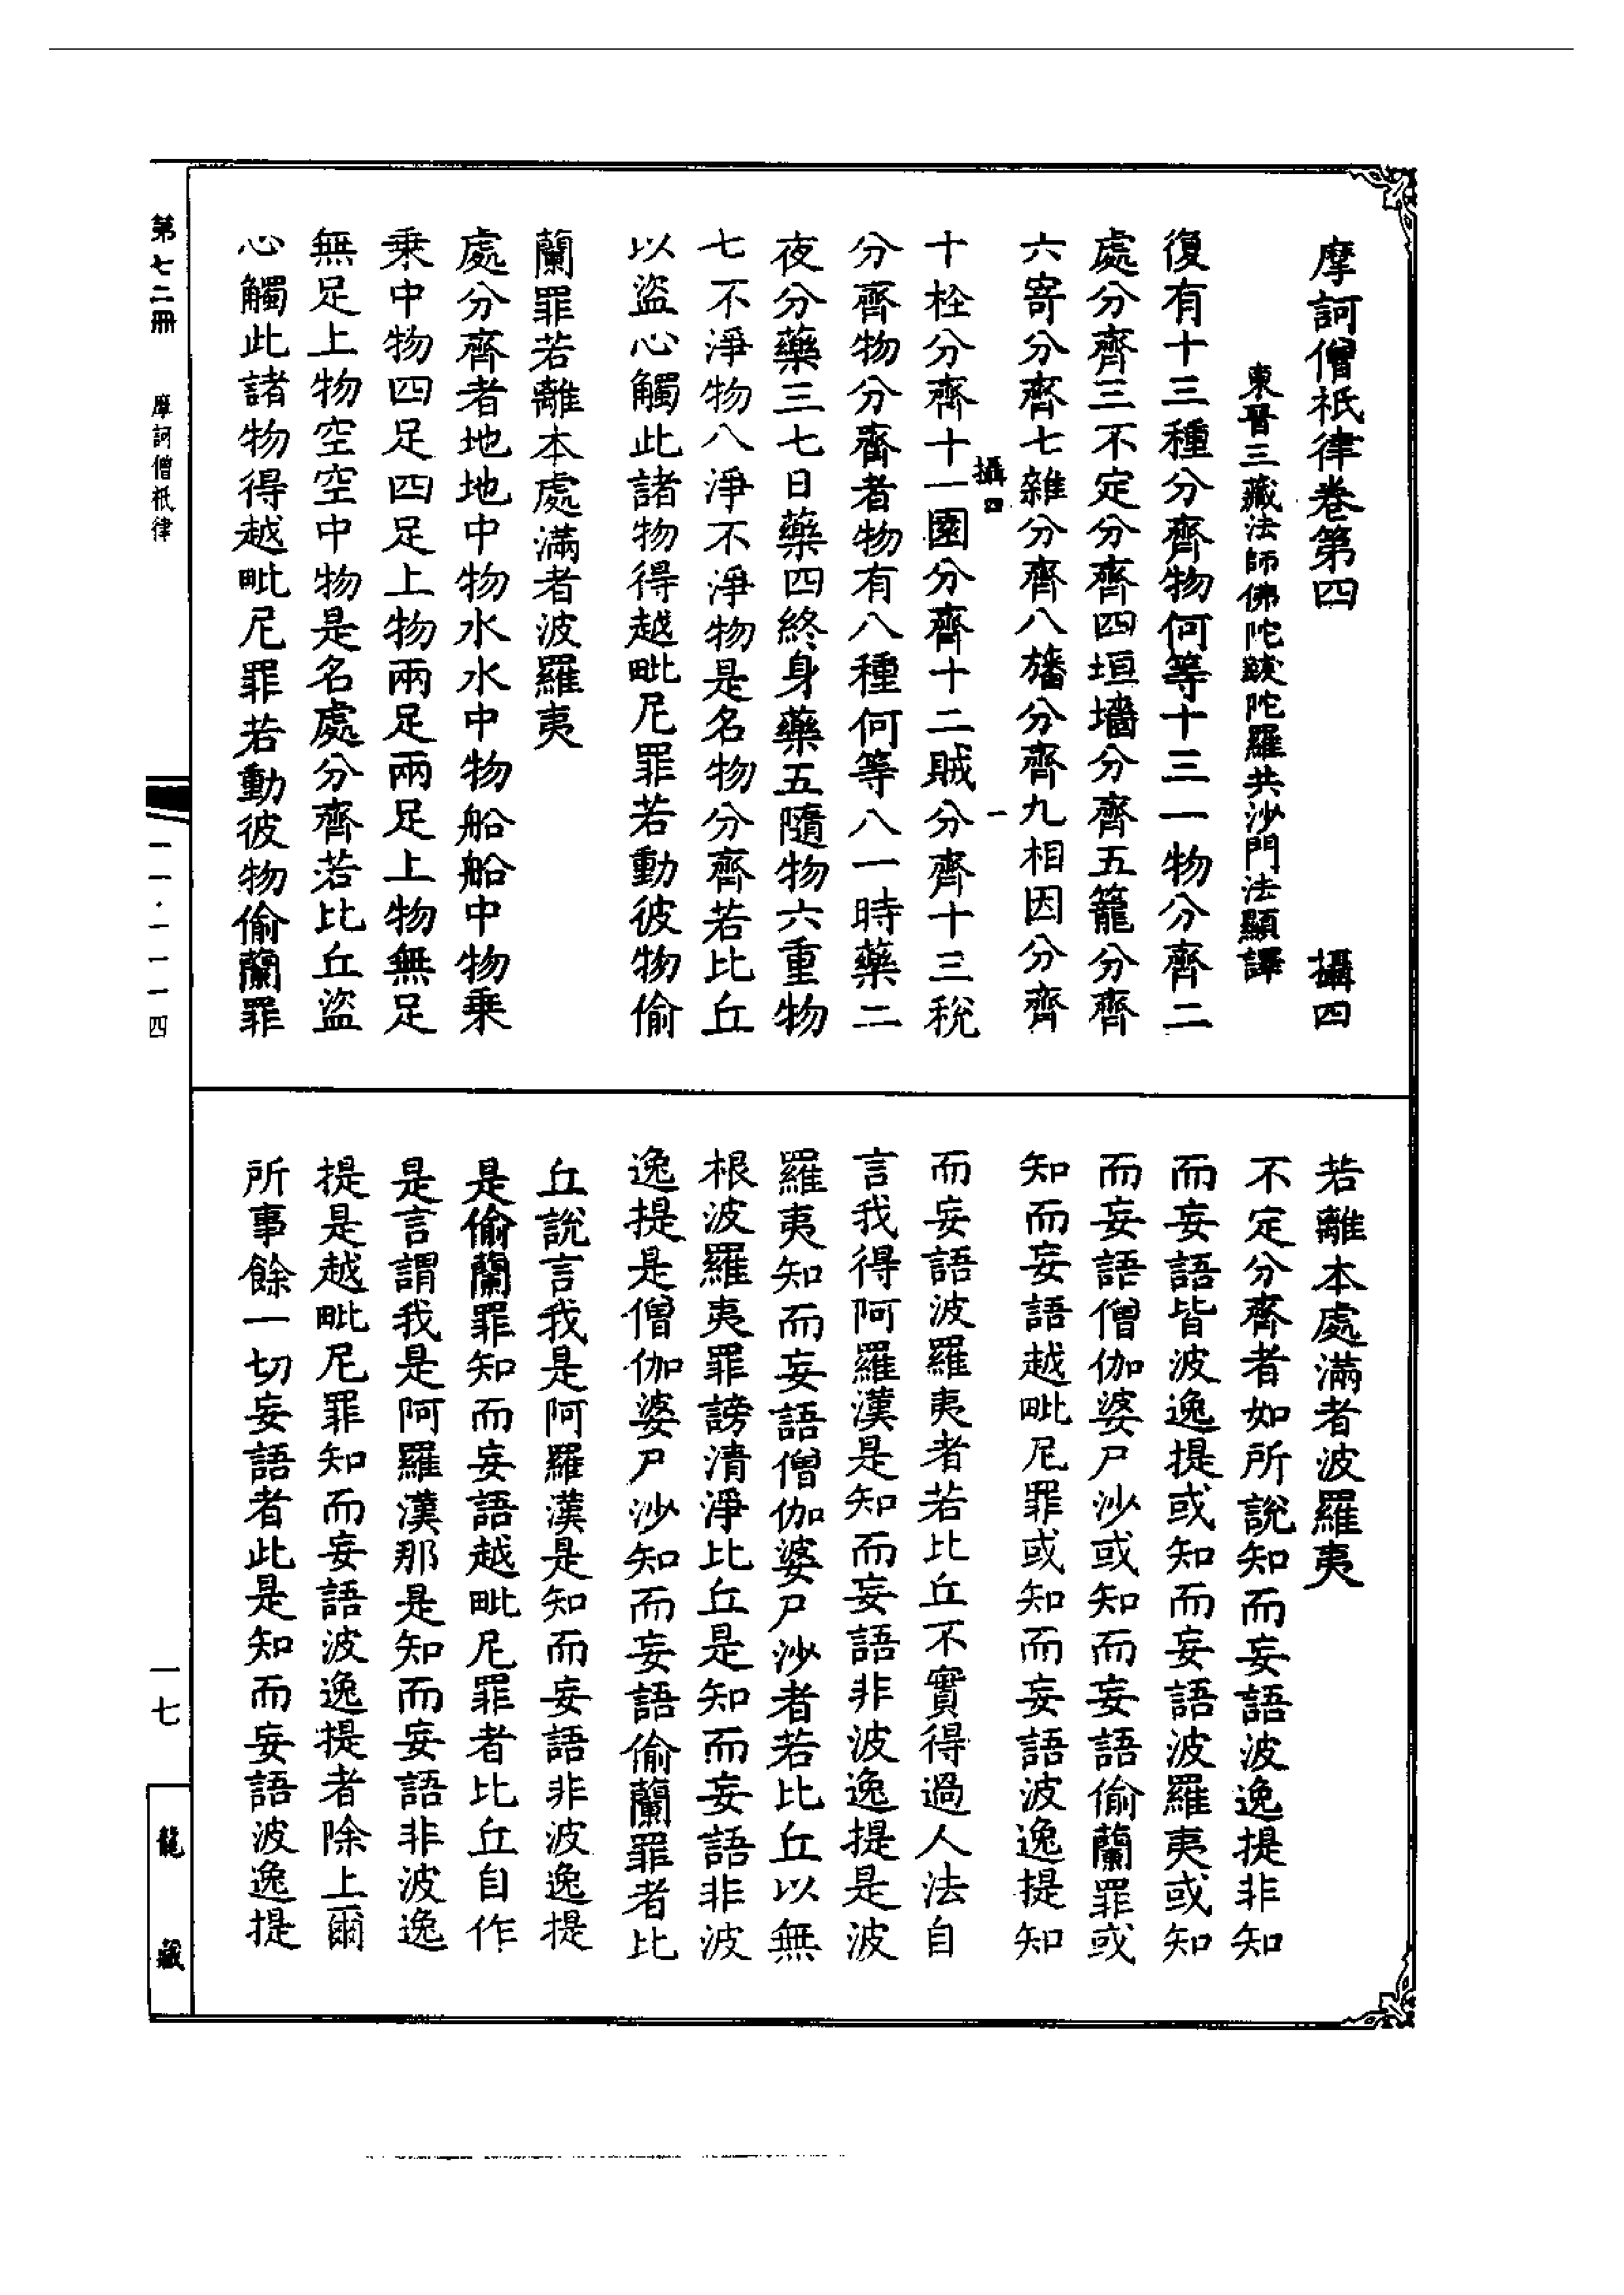 摩訶僧祇律卷第四 攝四
東晉三藏法師佛陀跋陀羅共沙門法顯譯
復有十三種分齊物何等十三一物分齊二
處分齊三不定分齊四垣墻分齊五籠分齊
六寄分齊七雜分齊八旛分齊九相因分齊
攝四 一
十栓分齊十一園分齊十二賊分齊十三稅
分齊物分齊者物有八種何等八一時藥二
夜分藥三七日藥四終身藥五隨物六重物
七不淨物八淨不淨物是名物分齊若比丘
以盜心觸此諸物得越毗尼罪若動彼物偷
蘭罪若離本處滿者波羅夷
處分齊者地地中物水水中物船船中物乘
乘中物四足四足上物兩足兩足上物無足
無足上物空空中物是名處分齊若比丘盜
心觸此諸物得越毗尼罪若動彼物偷蘭罪
若離本處滿者波羅夷
不定分齊者如所說知而妄語波逸提非知
而妄語皆波逸提或知而妄語波羅夷或知
而妄語僧伽婆尸沙或知而妄語偷蘭罪或
知而妄語越毗尼罪或知而妄語波逸提知
而妄語波羅夷者若比丘不實得過人法自
言我得阿羅漢是知而妄語非波逸提是波
羅夷知而妄語僧伽婆尸沙者若比丘以無
根波羅夷罪謗清淨比丘是知而妄語非波
逸提是僧伽婆尸沙知而妄語偷蘭罪者比
丘說言我是阿羅漢是知而妄語非波逸提
是偷蘭罪知而妄語越毗尼罪者比丘自作
是言謂我是阿羅漢那是知而妄語非波逸
提是越毗尼罪知而妄語波逸提者除上爾
所事餘一切妄語者此是知而妄語波逸提
第七二冊 摩訶僧祇律 一一·一一一四 一七 龍藏